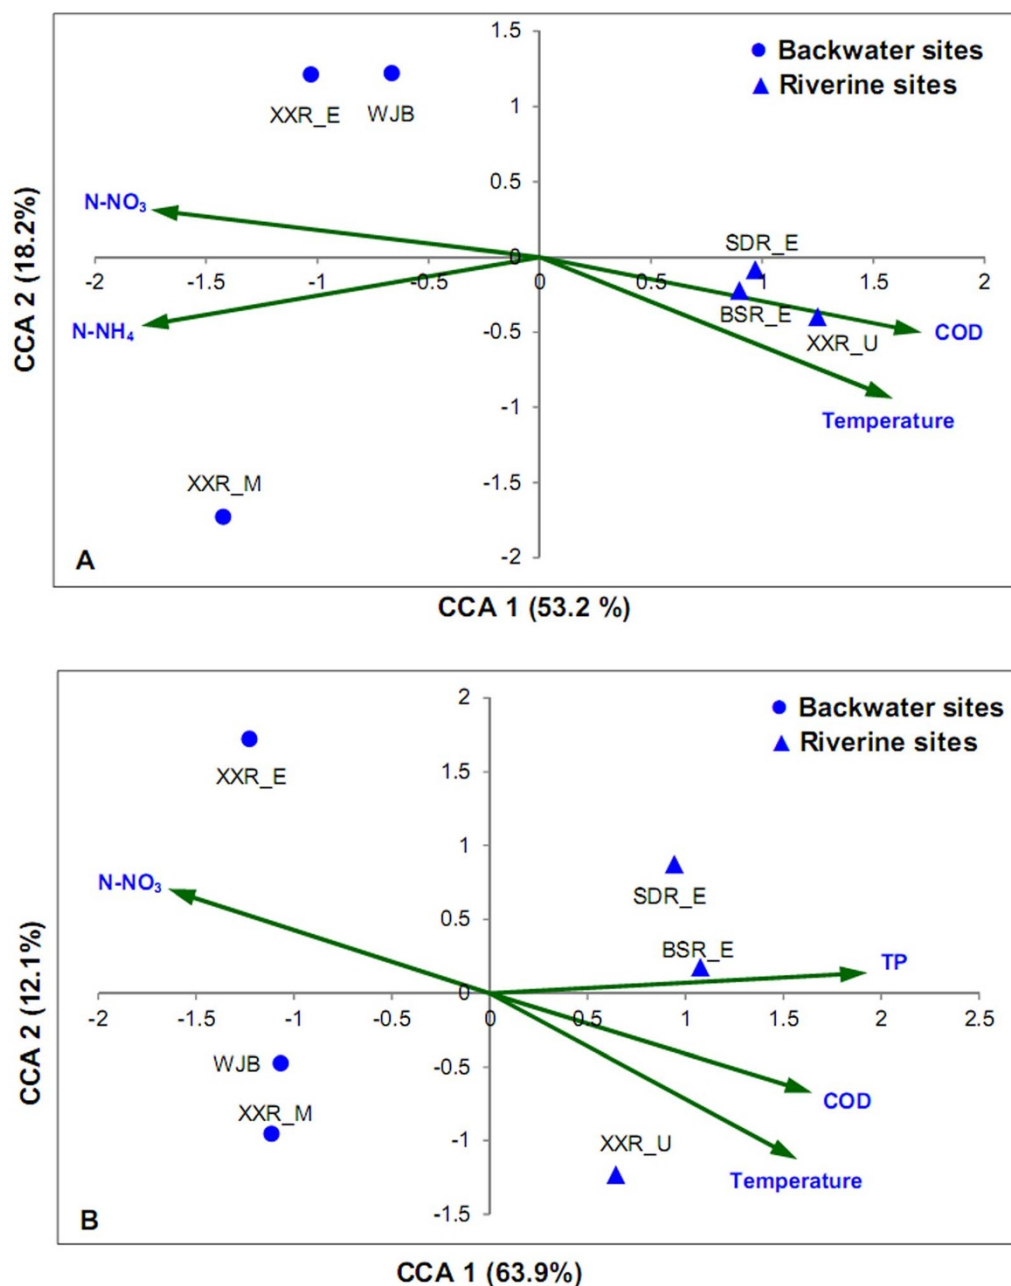 1.5
Backwater sites
XXR_E WJB
Riverine sites
1
N-NO₃
0.5
SDR_E
0
-2 -1.5 -1 -0.5 0 0.5 1 1.5 2
BSR_E
N-NH₄
-0.5
XXR_U
COD
-1
Temperature
XXR_M
-1.5
A
-2
CCA 2 (18.2%)
CCA 1 (53.2 %)
2
Backwater sites
Riverine sites
XXR_E
1.5
1
N-NO₃
SDR_E
0.5
BSR_E
TP
0
-2 -1.5 -1 -0.5 0 0.5 1 1.5 2 2.5
WJB
-0.5
COD
XXR_M
-1
XXR_U
Temperature
B
-1.5
CCA 2 (12.1%)
CCA 1 (63.9%)